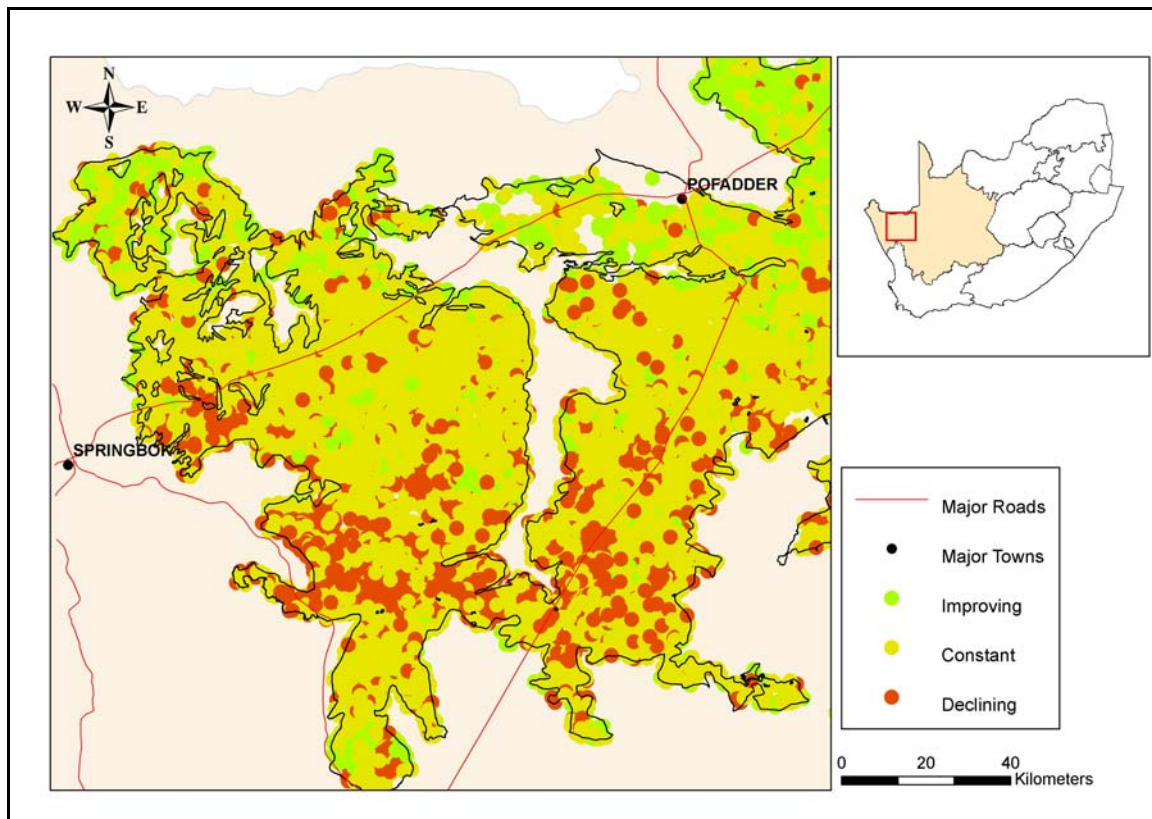 N
W E
S
POFADDER
SPRINGBOK
Major Roads
Major Towns
Improving
Constant
Declining
0 20 40
Kilometers